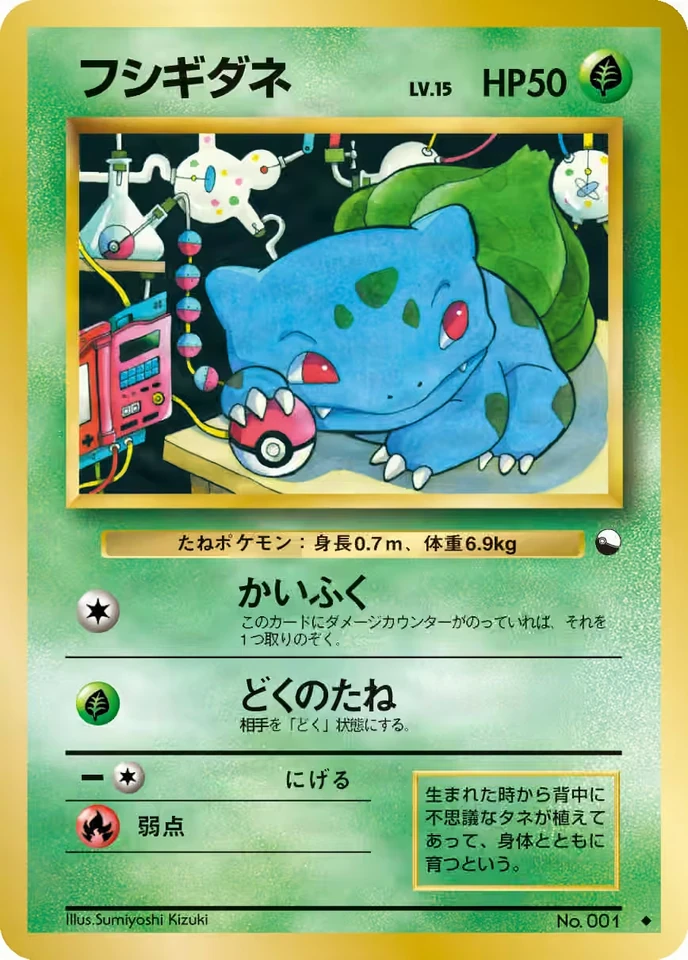 フシギダネ LV.15 HP50
たねポケモン：身長0.7m、体重6.9kg
かいふく
このカードにダメージカウンターがのっていれば、それを
1つ取りのぞく。
どくのたね
相手を「どく」状態にする。
にげる
弱点
生まれた時から背中に
不思議なタネが植えて
あって、身体とともに
育つという。
Illus.Sumiyoshi Kizuki No. 001